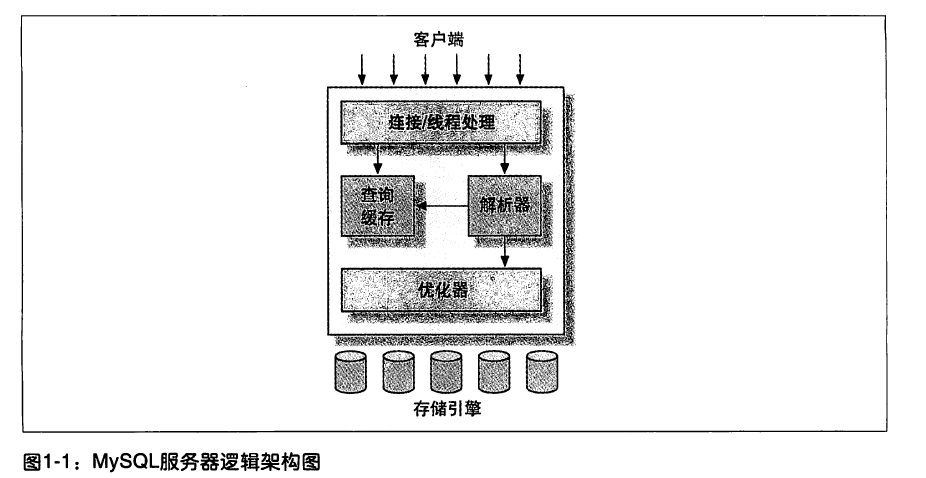 客户端
连接/线程处理
查询
缓存
解析器
优化器
存储引擎
图1-1：MySQL服务器逻辑架构图